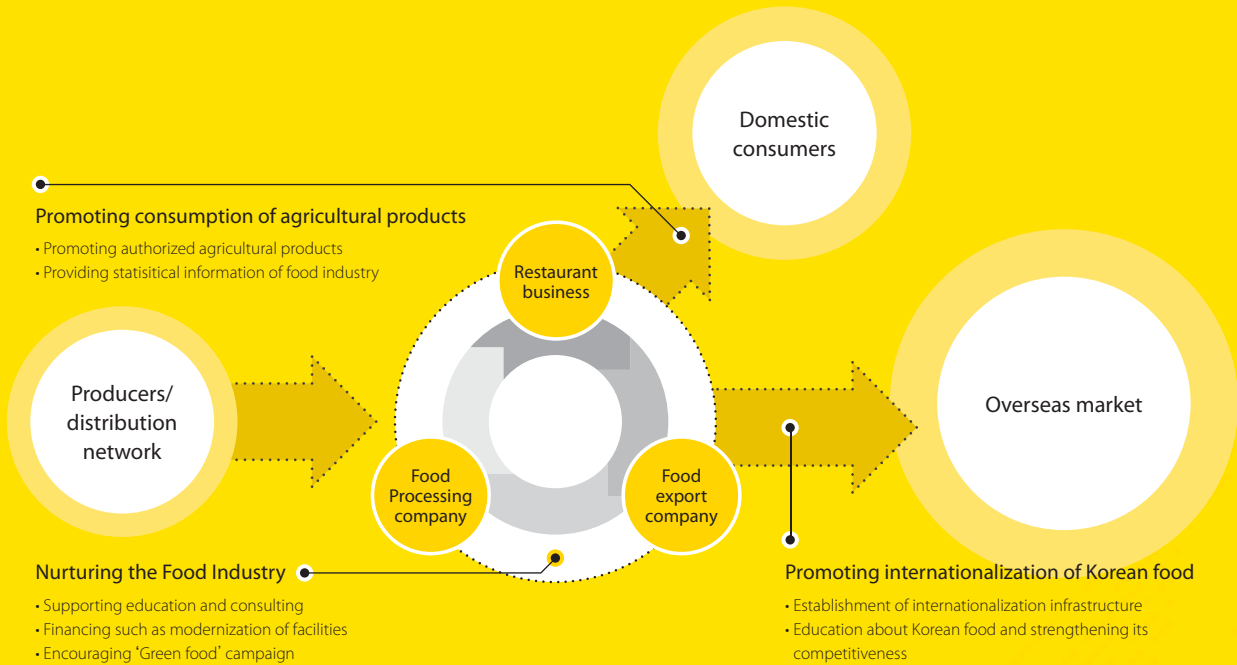 Domestic
consumers
Promoting consumption of agricultural products
• Promoting authorized agricultural products
• Providing statisitical information of food industry
Restaurant
business
Producers/
distribution
network
Overseas market
Food
Processing
company
Food
export
company
Nurturing the Food Industry
• Supporting education and consulting
• Financing such as modernization of facilities
• Encouraging ‘Green food’ campaign
Promoting internationalization of Korean food
• Establishment of internationalization infrastructure
• Education about Korean food and strengthening its
competitiveness